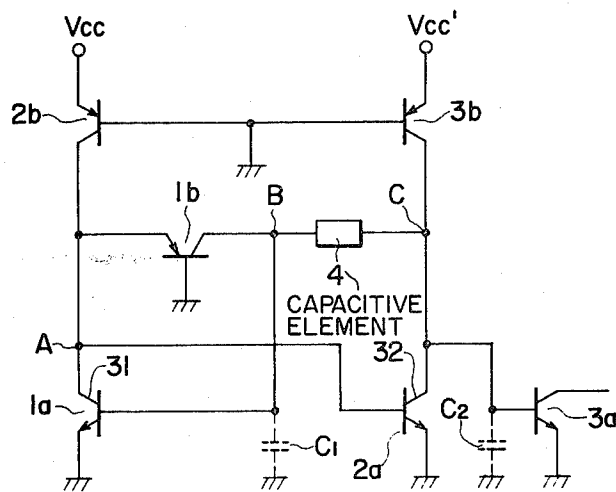 Vcc
Vcc'
2b
3b
1b
B
C
4
CAPACITIVE
ELEMENT
A
31
32
1a
C1
2a
C2
3a